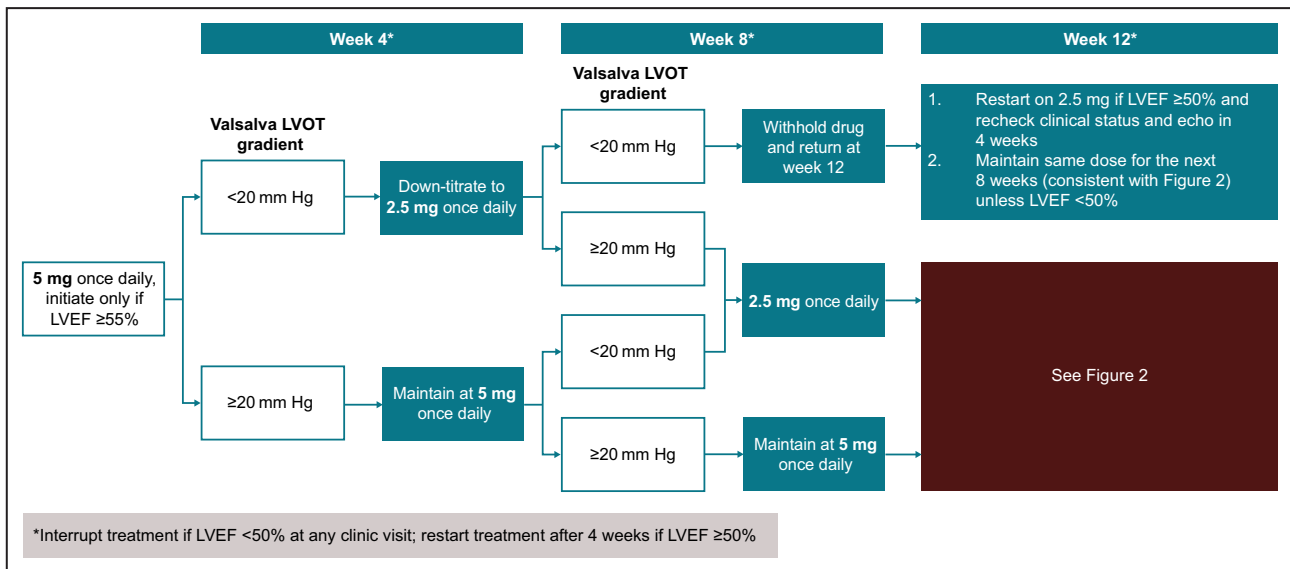 Week 4*
Week 8*
Week 12*
5 mg once daily,
initiate only if
LVEF ≥55%
Valsalva LVOT
gradient
<20 mm Hg
≥20 mm Hg
Down-titrate to
2.5 mg once daily
Maintain at 5 mg
once daily
Valsalva LVOT
gradient
<20 mm Hg
≥20 mm Hg
<20 mm Hg
≥20 mm Hg
Withhold drug
and return at
week 12
2.5 mg once daily
Maintain at 5 mg
once daily
1. Restart on 2.5 mg if LVEF ≥50% and
recheck clinical status and echo in
4 weeks
2. Maintain same dose for the next
8 weeks (consistent with Figure 2)
unless LVEF <50%
See Figure 2
*Interrupt treatment if LVEF <50% at any clinic visit; restart treatment after 4 weeks if LVEF ≥50%